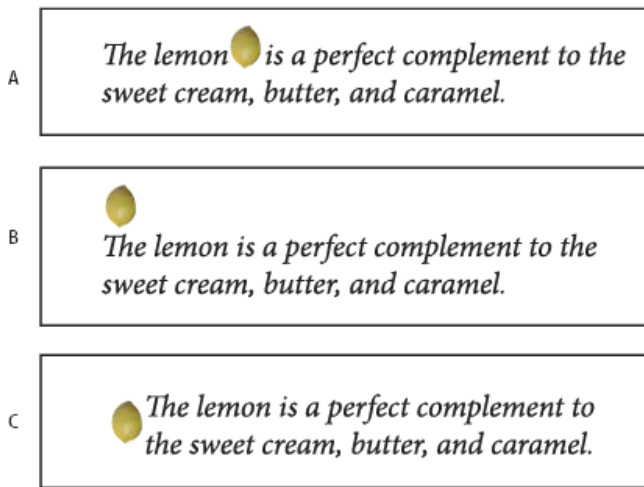 A
The lemon is a perfect complement to the
sweet cream, butter, and caramel.
B
The lemon is a perfect complement to the
sweet cream, butter, and caramel.
C
The lemon is a perfect complement to
the sweet cream, butter, and caramel.